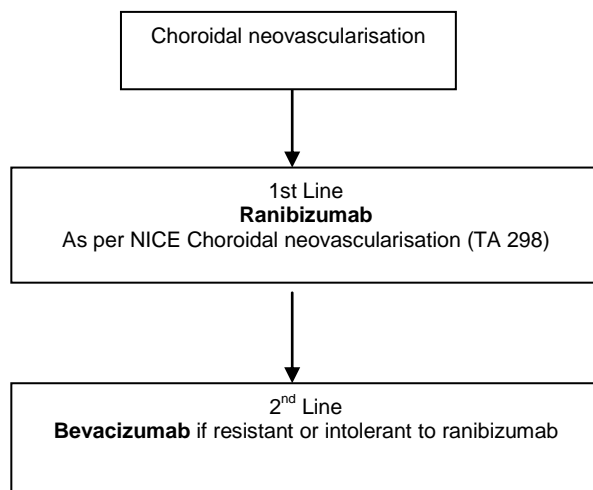 Choroidal neovascularisation
1st Line
Ranibizumab
As per NICE Choroidal neovascularisation (TA 298)
2nd Line
Bevacizumab if resistant or intolerant to ranibizumab